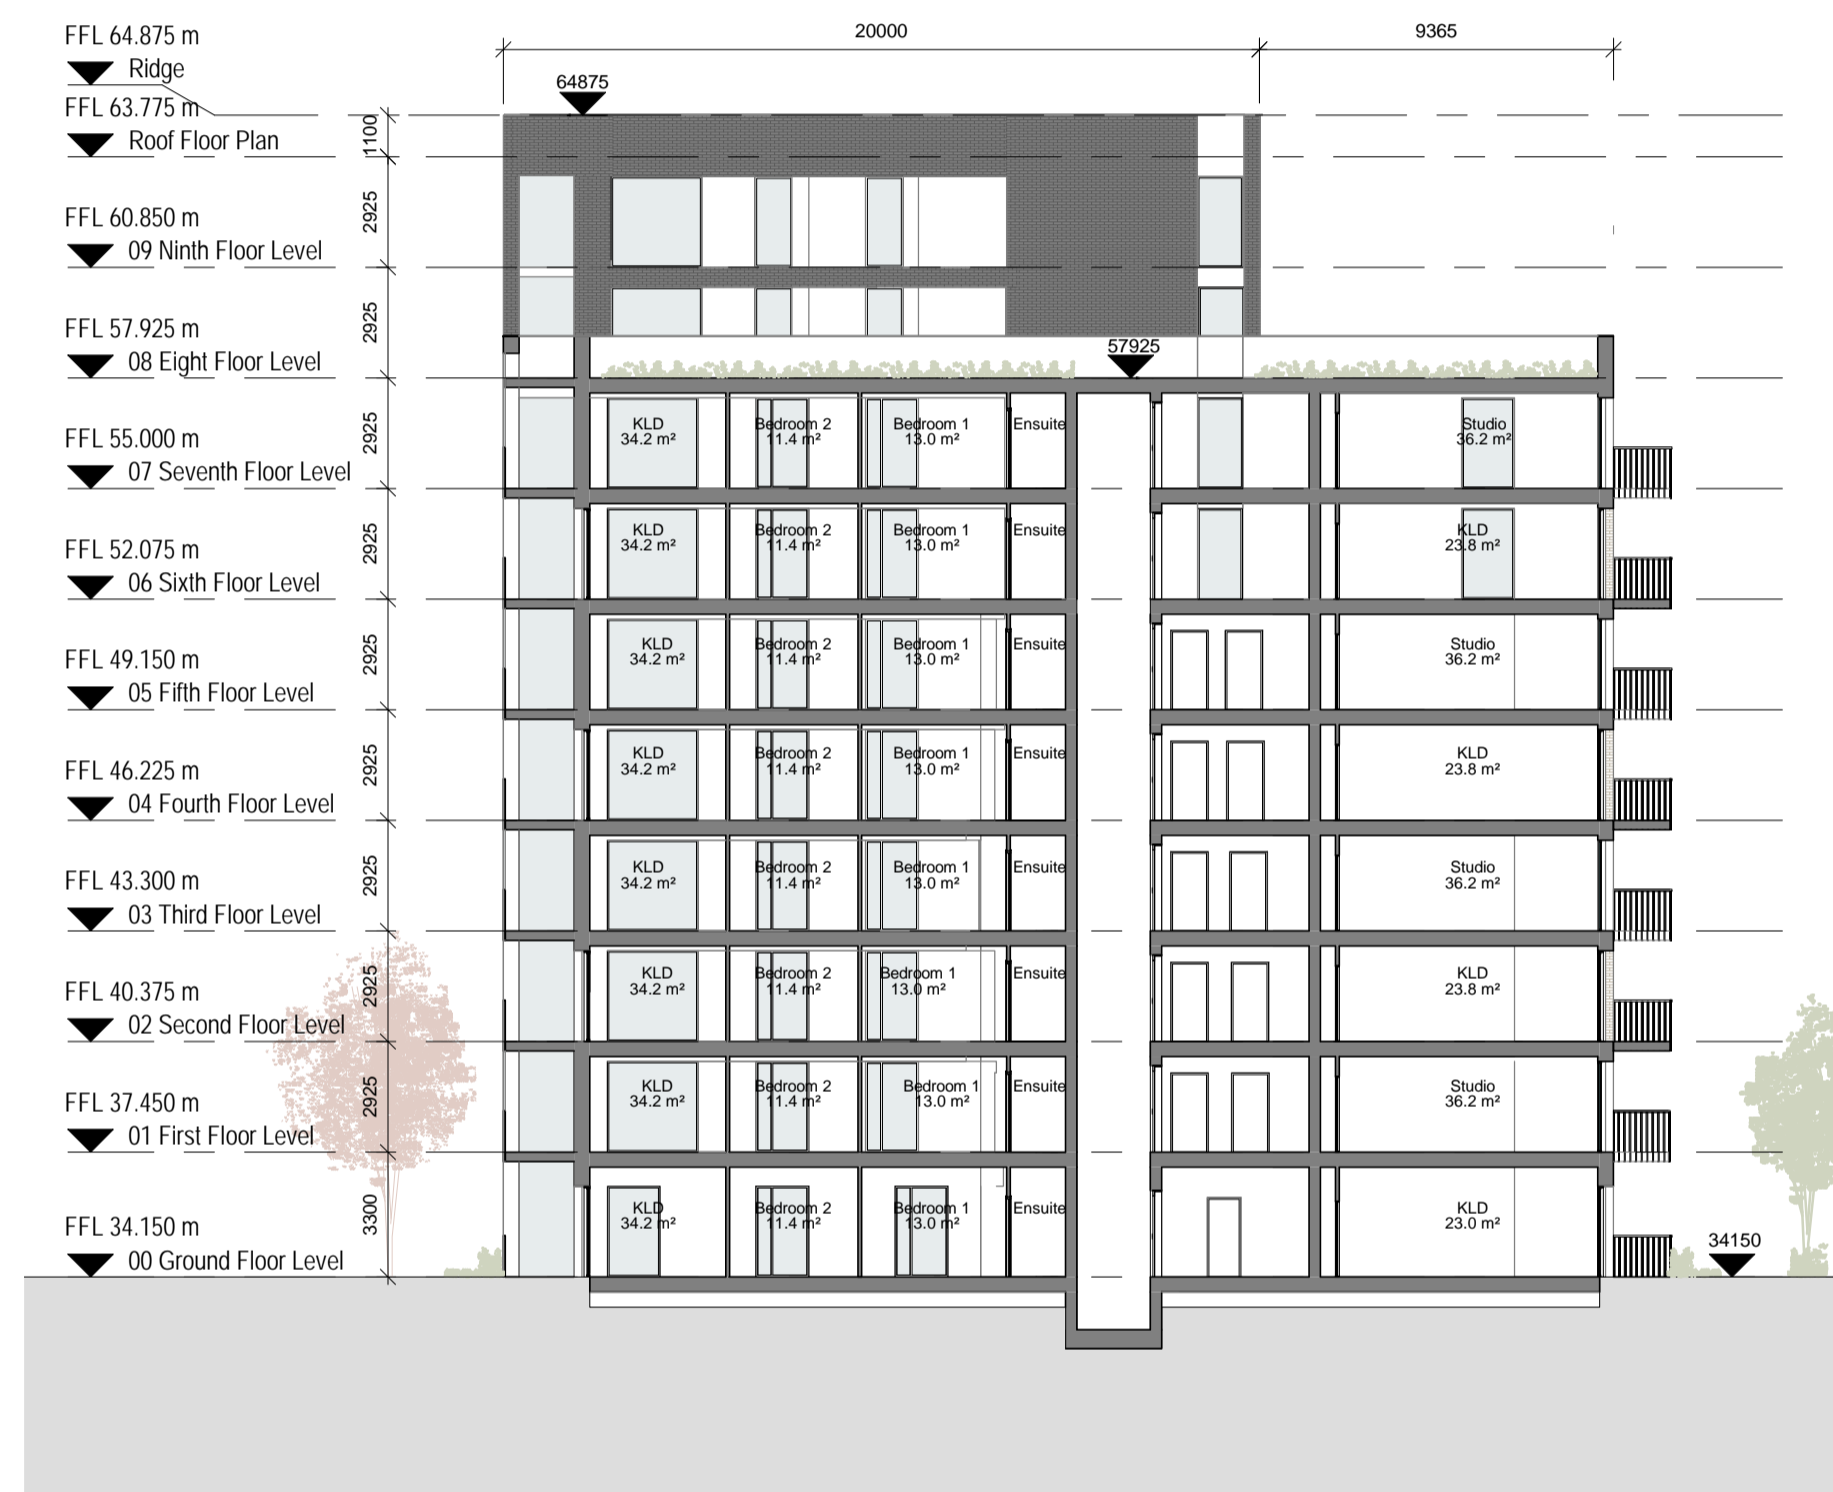 20000
9365
FFL 64.875 m
Ridge
64875
FFL 63.775 m
Roof Floor Plan
1100
2925
FFL 60.850 m
09 Ninth Floor Level
2925
FFL 57.925 m
08 Eight Floor Level
57925
2925
FFL 55.000 m
07 Seventh Floor Level
KLD
34.2 m²
Bedroom 2
11.4 m²
Bedroom 1
13.0 m²
Ensuite
Studio
36.2 m²
2925
FFL 52.075 m
06 Sixth Floor Level
KLD
34.2 m²
Bedroom 2
11.4 m²
Bedroom 1
13.0 m²
Ensuite
KLD
23.8 m²
2925
FFL 49.150 m
05 Fifth Floor Level
KLD
34.2 m²
Bedroom 2
11.4 m²
Bedroom 1
13.0 m²
Ensuite
Studio
36.2 m²
2925
FFL 46.225 m
04 Fourth Floor Level
KLD
34.2 m²
Bedroom 2
11.4 m²
Bedroom 1
13.0 m²
Ensuite
KLD
23.8 m²
2925
FFL 43.300 m
03 Third Floor Level
KLD
34.2 m²
Bedroom 2
11.4 m²
Bedroom 1
13.0 m²
Ensuite
Studio
36.2 m²
2925
FFL 40.375 m
02 Second Floor Level
KLD
34.2 m²
Bedroom 2
11.4 m²
Bedroom 1
13.0 m²
Ensuite
KLD
23.8 m²
2925
FFL 37.450 m
01 First Floor Level
KLD
34.2 m²
Bedroom 2
11.4 m²
Bedroom 1
13.0 m²
Ensuite
Studio
36.2 m²
3300
FFL 34.150 m
00 Ground Floor Level
KLD
34.2 m²
Bedroom 2
11.4 m²
Bedroom 1
13.0 m²
Ensuite
KLD
23.0 m²
34150